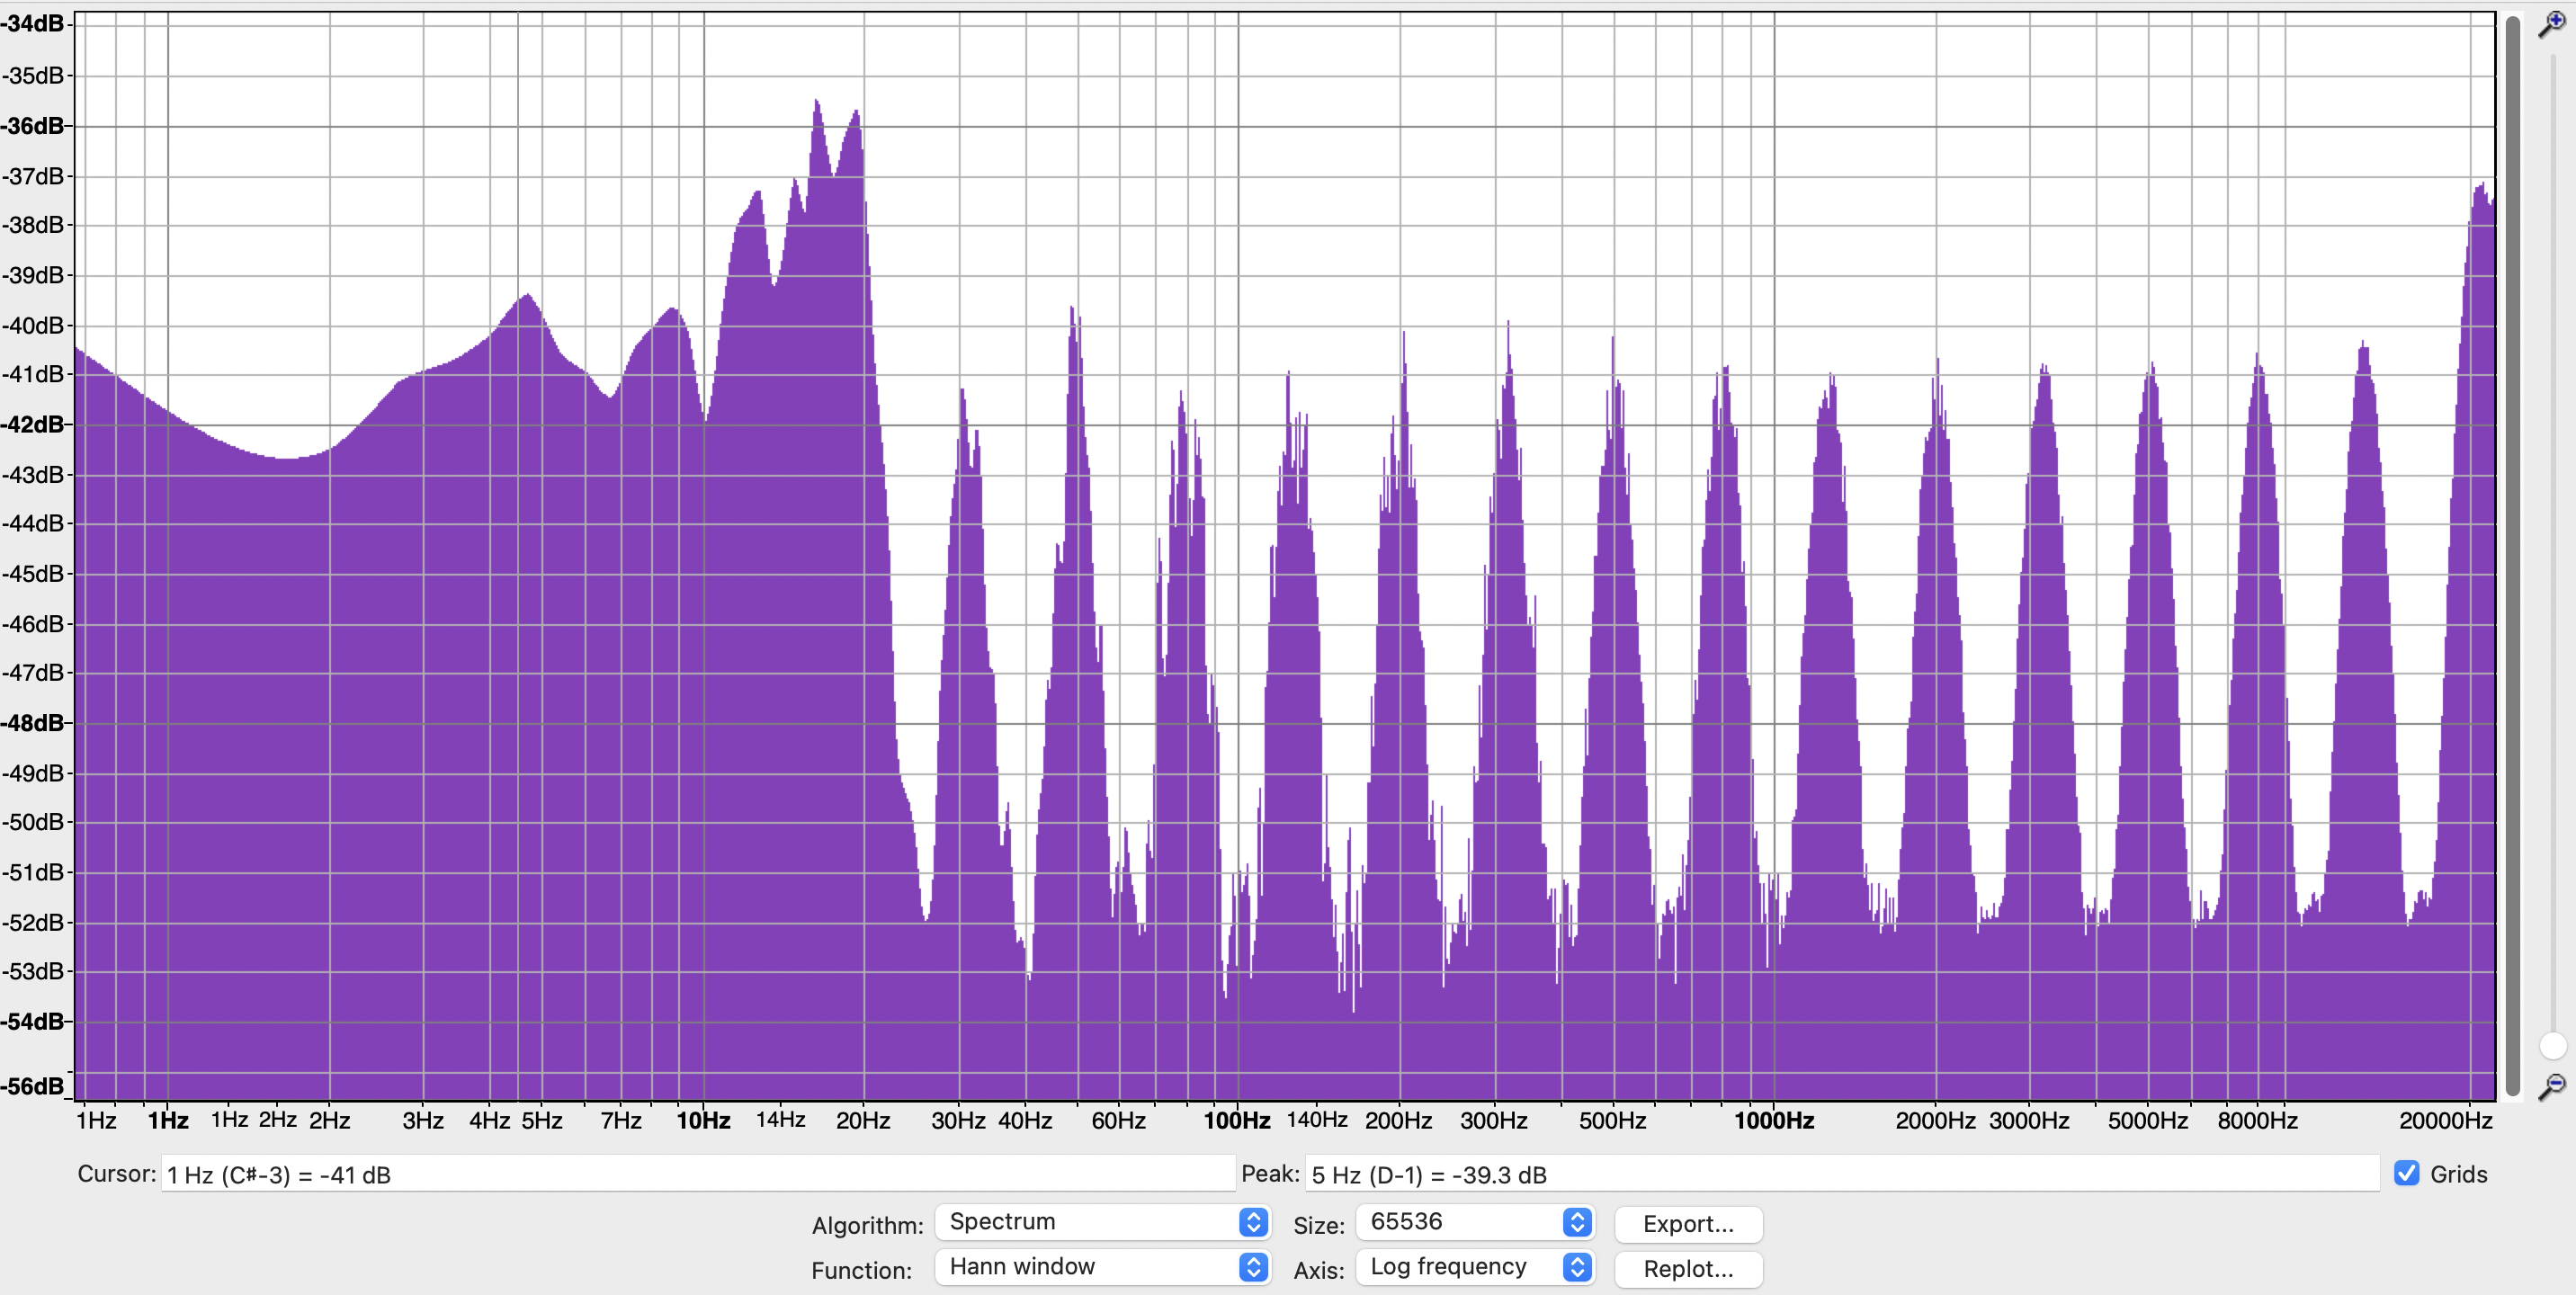 -34dB
-35dB
-36dB
-37dB
-38dB
-39dB
-40dB
-41dB
-42dB
-43dB
-44dB
-45dB
-46dB
-47dB
-48dB
-49dB
-50dB
-51dB
-52dB
-53dB
-54dB
-56dB
1Hz 1Hz 1Hz 2Hz 2Hz 3Hz 4Hz 5Hz 7Hz 10Hz 14Hz 20Hz 30Hz 40Hz 60Hz 100Hz 140Hz 200Hz 300Hz 500Hz 1000Hz 2000Hz 3000Hz 5000Hz 8000Hz 20000Hz
Cursor: 1 Hz (C#-3) = -41 dB Peak: 5 Hz (D-1) = -39.3 dB Grids
Algorithm: Spectrum Size: 65536 Export...
Function: Hann window Axis: Log frequency Replot...